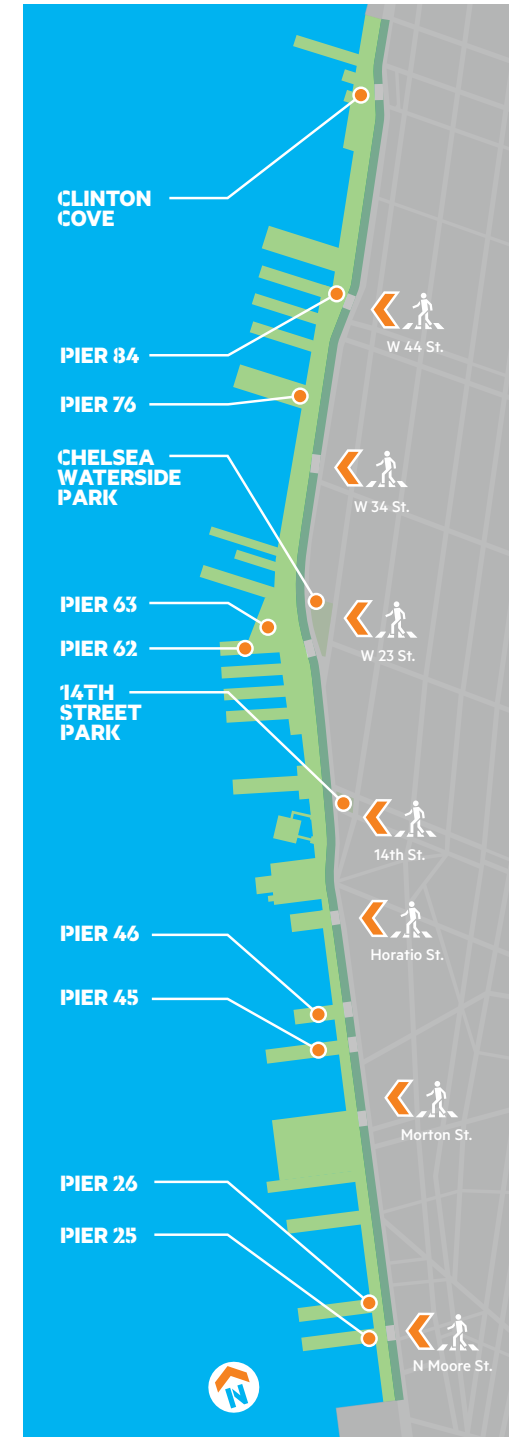 CLINTON
COVE
W 44 St.
PIER 84
PIER 76
CHELSEA
WATERSIDE
PARK
W 34 St.
PIER 63
PIER 62
W 23 St.
14TH
STREET
PARK
14th St.
PIER 46
Horatio St.
PIER 45
Morton St.
PIER 26
PIER 25
N Moore St.
N